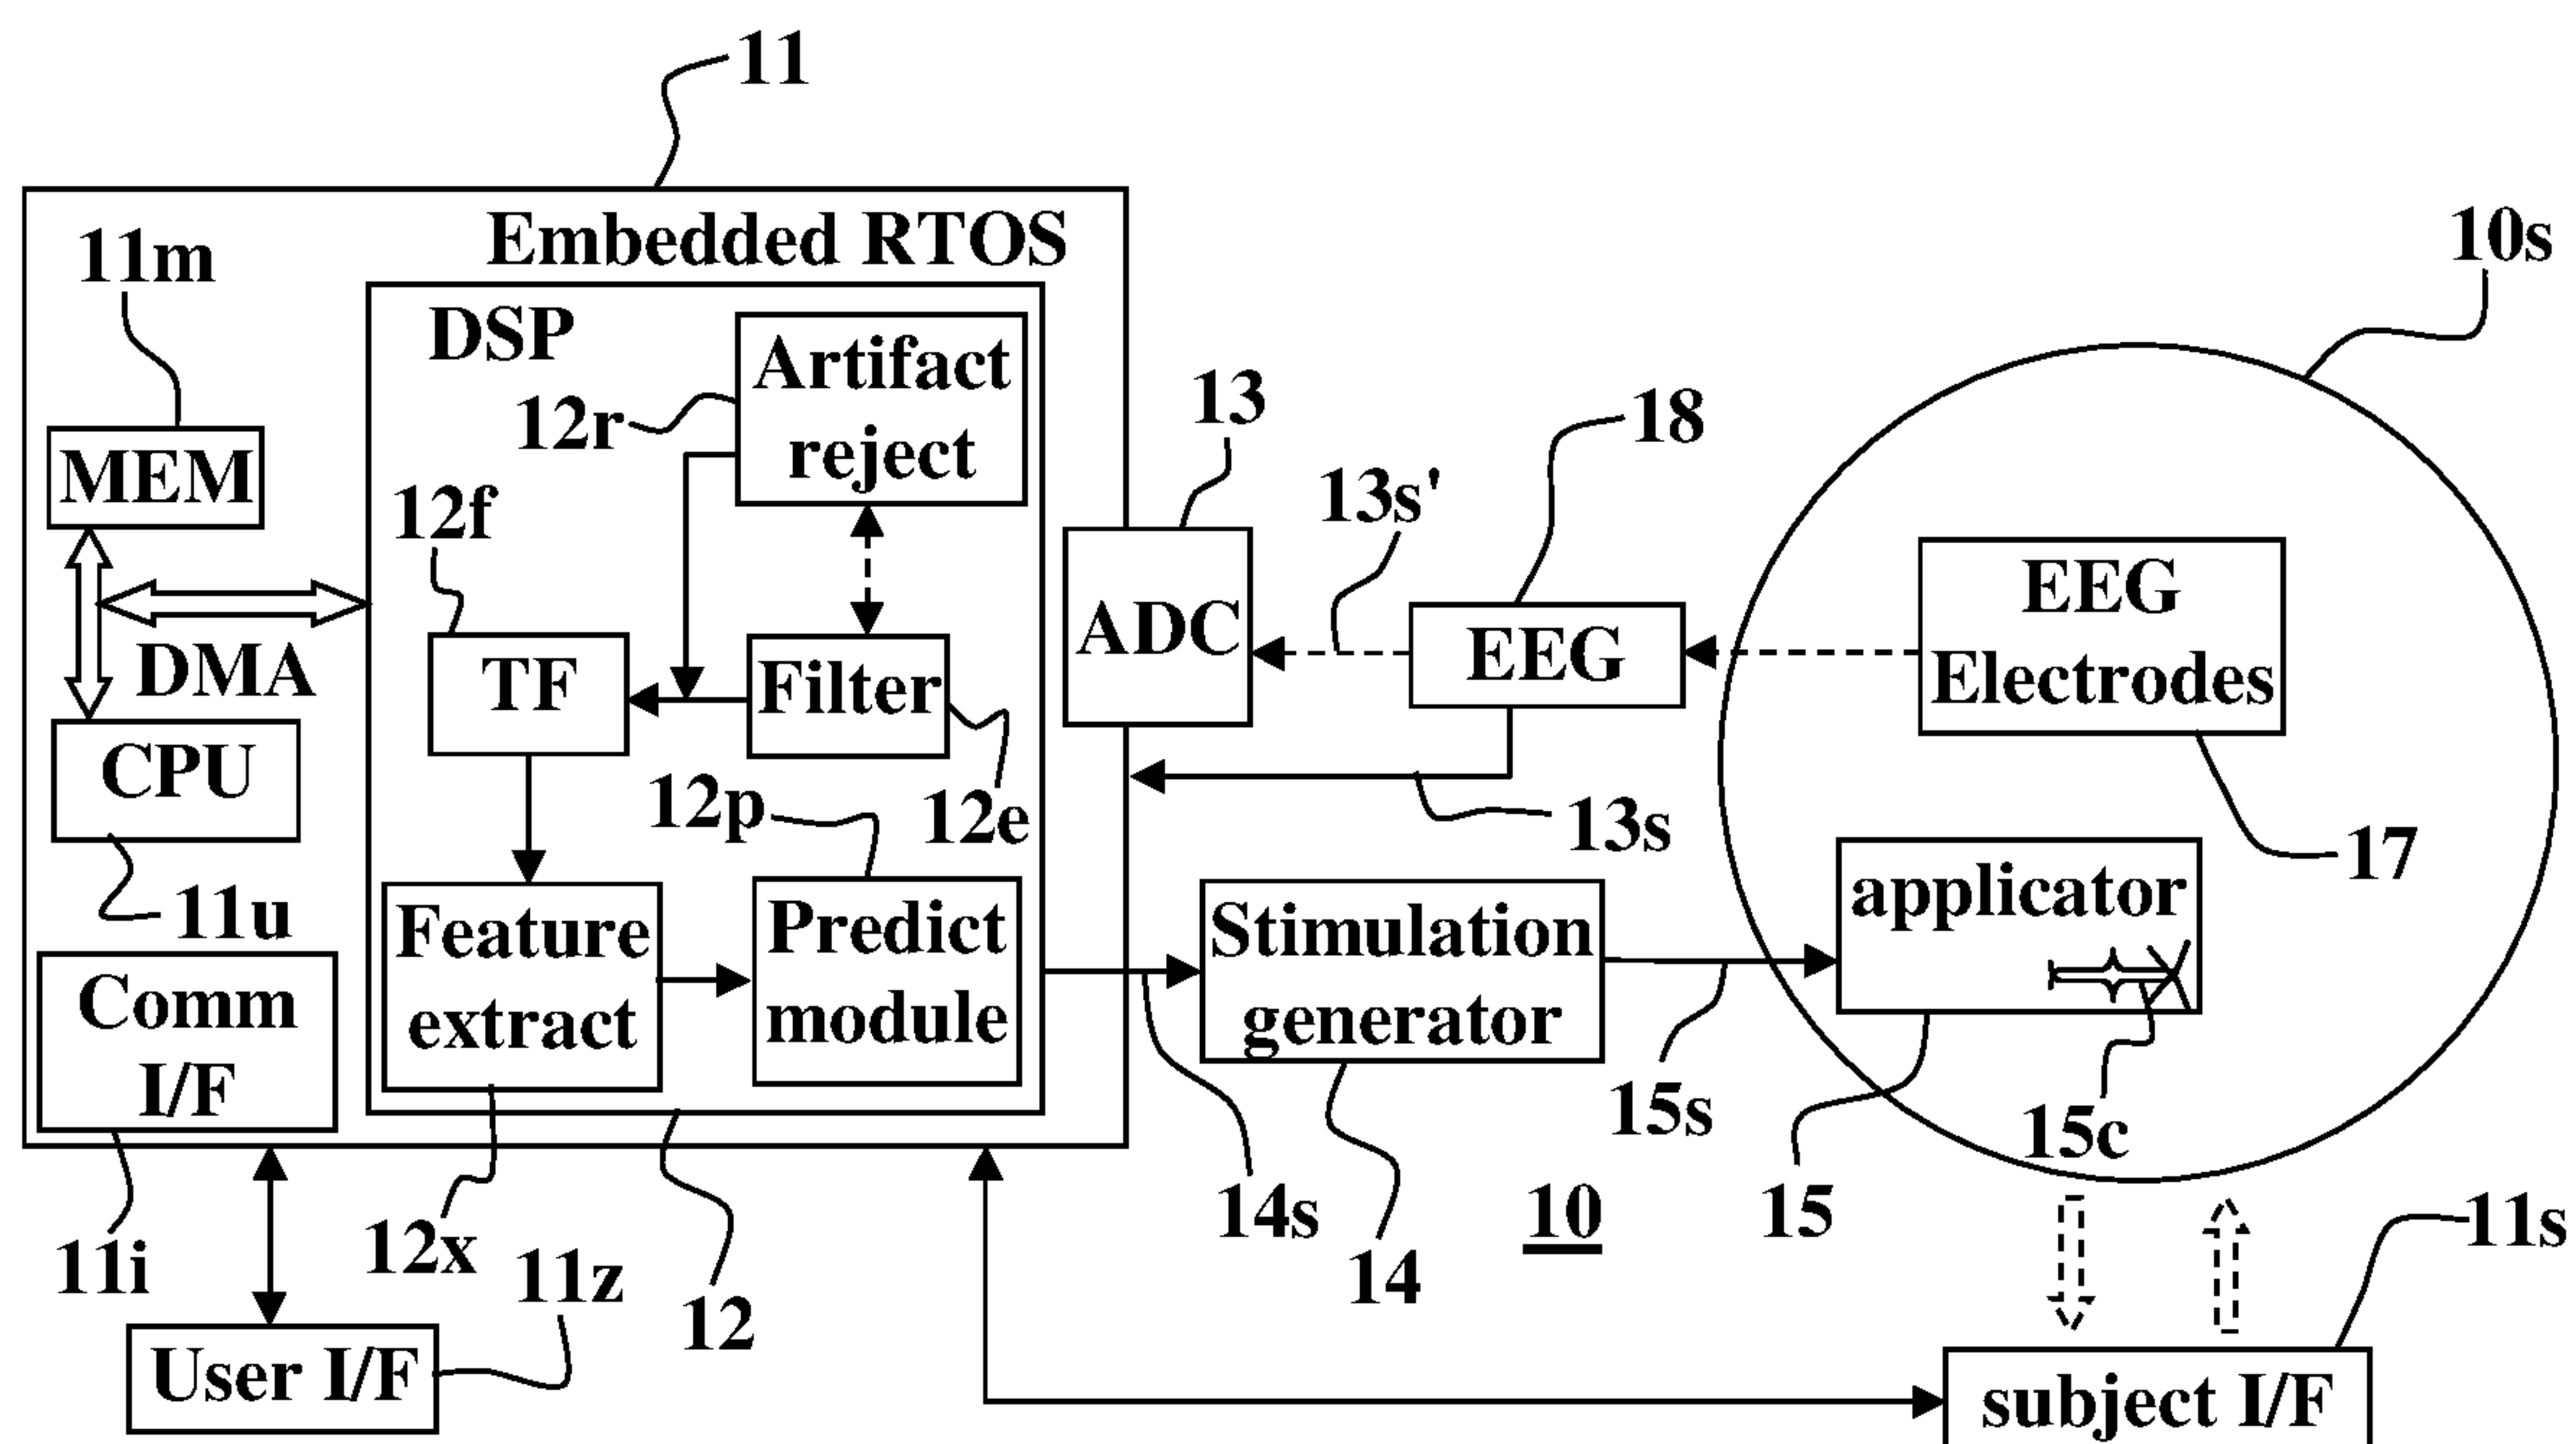 11
Embedded RTOS
11m
10s
DSP
Artifact
reject
12r
13
18
MEM
12f
13s'
EEG
Electrodes
ADC
EEG
TF
Filter
DMA
CPU
12p
12e
13s
17
applicator
11u
Feature
extract
Predict
module
Stimulation
generator
Comm
I/F
15s
15c
14s
10
15
11s
11i
12x
11z
12
14
User I/F
subject I/F